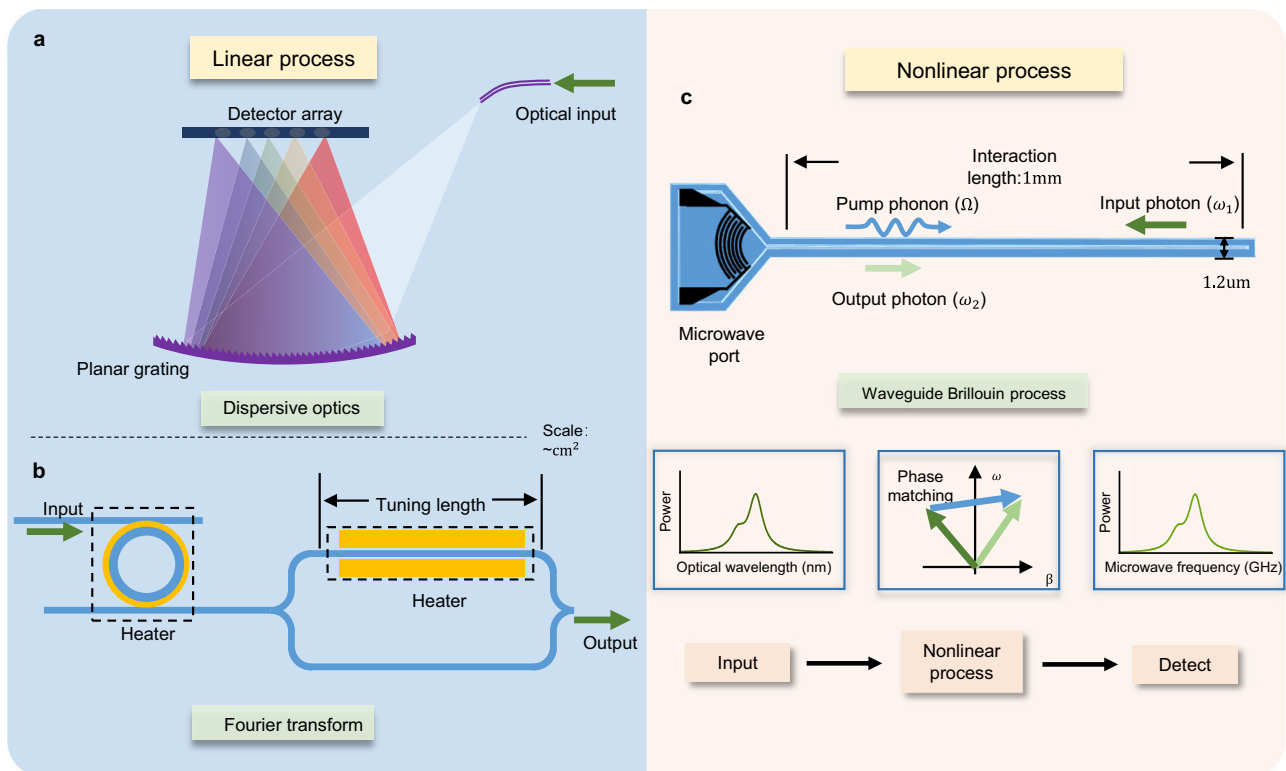 a
Linear process
Detector array
Optical input
Planar grating
Dispersive optics
Scale:
~cm²
b
Input
Tuning length
Heater
Heater
Output
Fourier transform
Nonlinear process
c
Interaction
length:1mm
Pump phonon (Ω)
Input photon (ω₁)
Output photon (ω₂)
1.2um
Microwave
port
Waveguide Brillouin process
Power
Optical wavelength (nm)
Phase
matching
ω
β
Power
Microwave frequency (GHz)
Input
Nonlinear
process
Detect